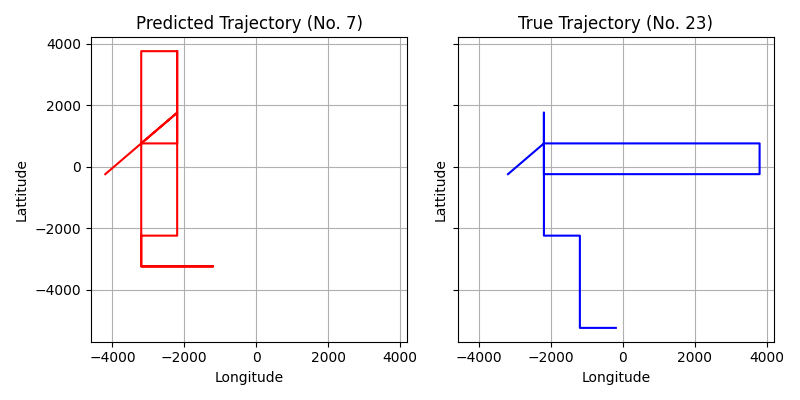 Predicted Trajectory (No. 7)
True Trajectory (No. 23)
4000
2000
0
−2000
−4000
Lattitude
Lattitude
−4000 −2000 0 2000 4000
−4000 −2000 0 2000 4000
Longitude
Longitude